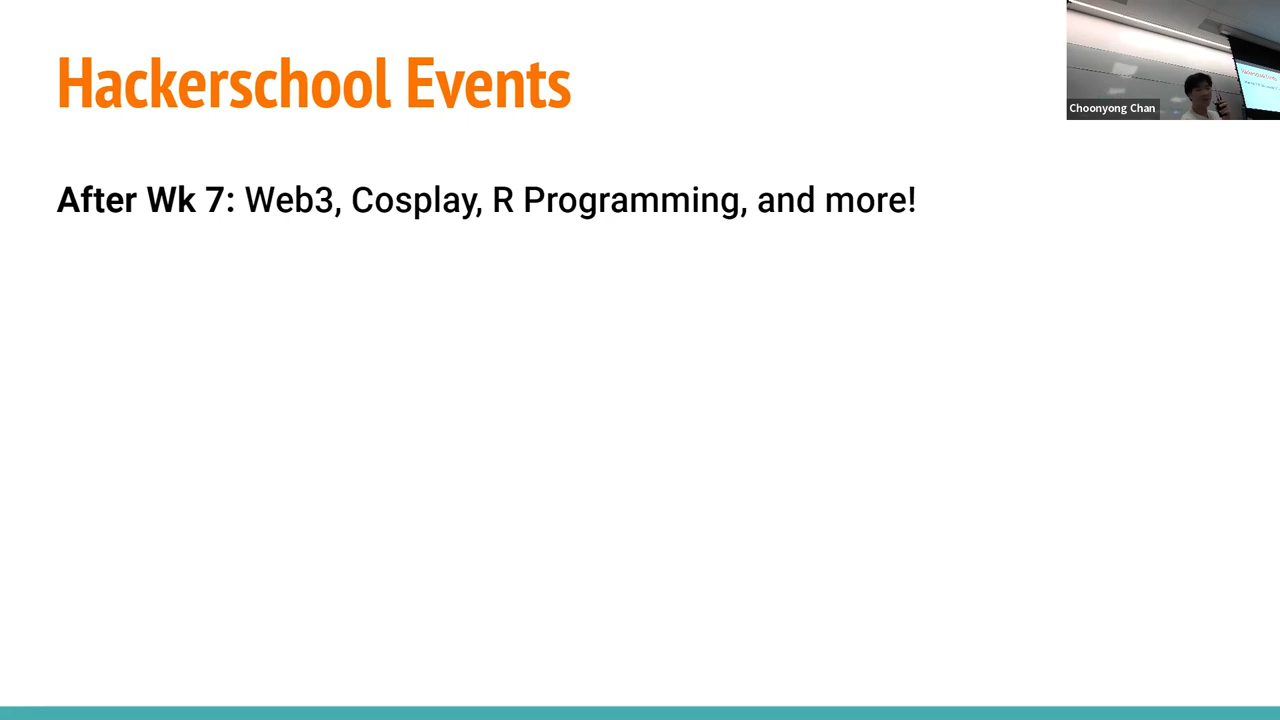 Hackerschool Events
Choonyong Chan
After Wk 7: Web3, Cosplay, R Programming, and more!